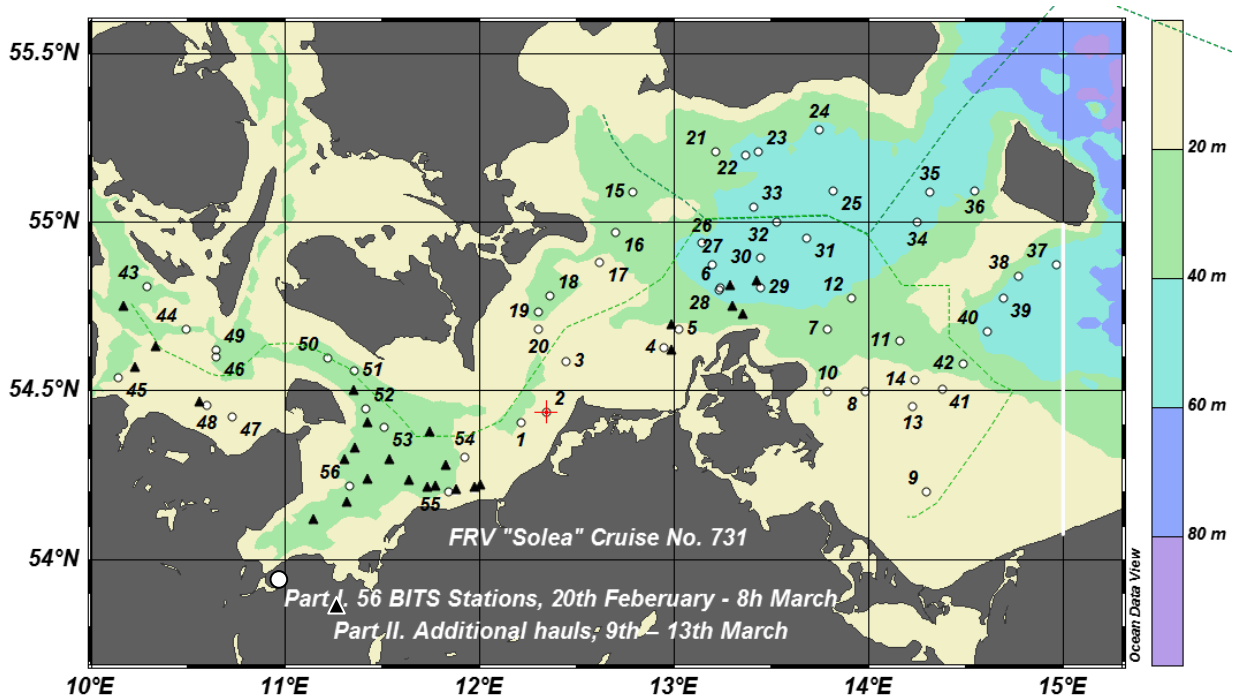 55.5°N
55°N
54.5°N
54°N
10°E 11°E 12°E 13°E 14°E 15°E
20 m
40 m
60 m
80 m
Ocean Data View
24
21 23
22
35
15 33 25 36
26 32 34
16 27 30 31 37
17 38
43 18 6 12
28 29 39
44 19 40
49 20 5 7 11
50 4
46 51 3 42
45 52 2 10 14
8 41
48 47 53 54 1 13
56 9
55
FRV "Solea" Cruise No. 731
Part I. 56 BITS Stations, 20th Feberuary - 8h March
Part II. Additional hauls, 9th – 13th March